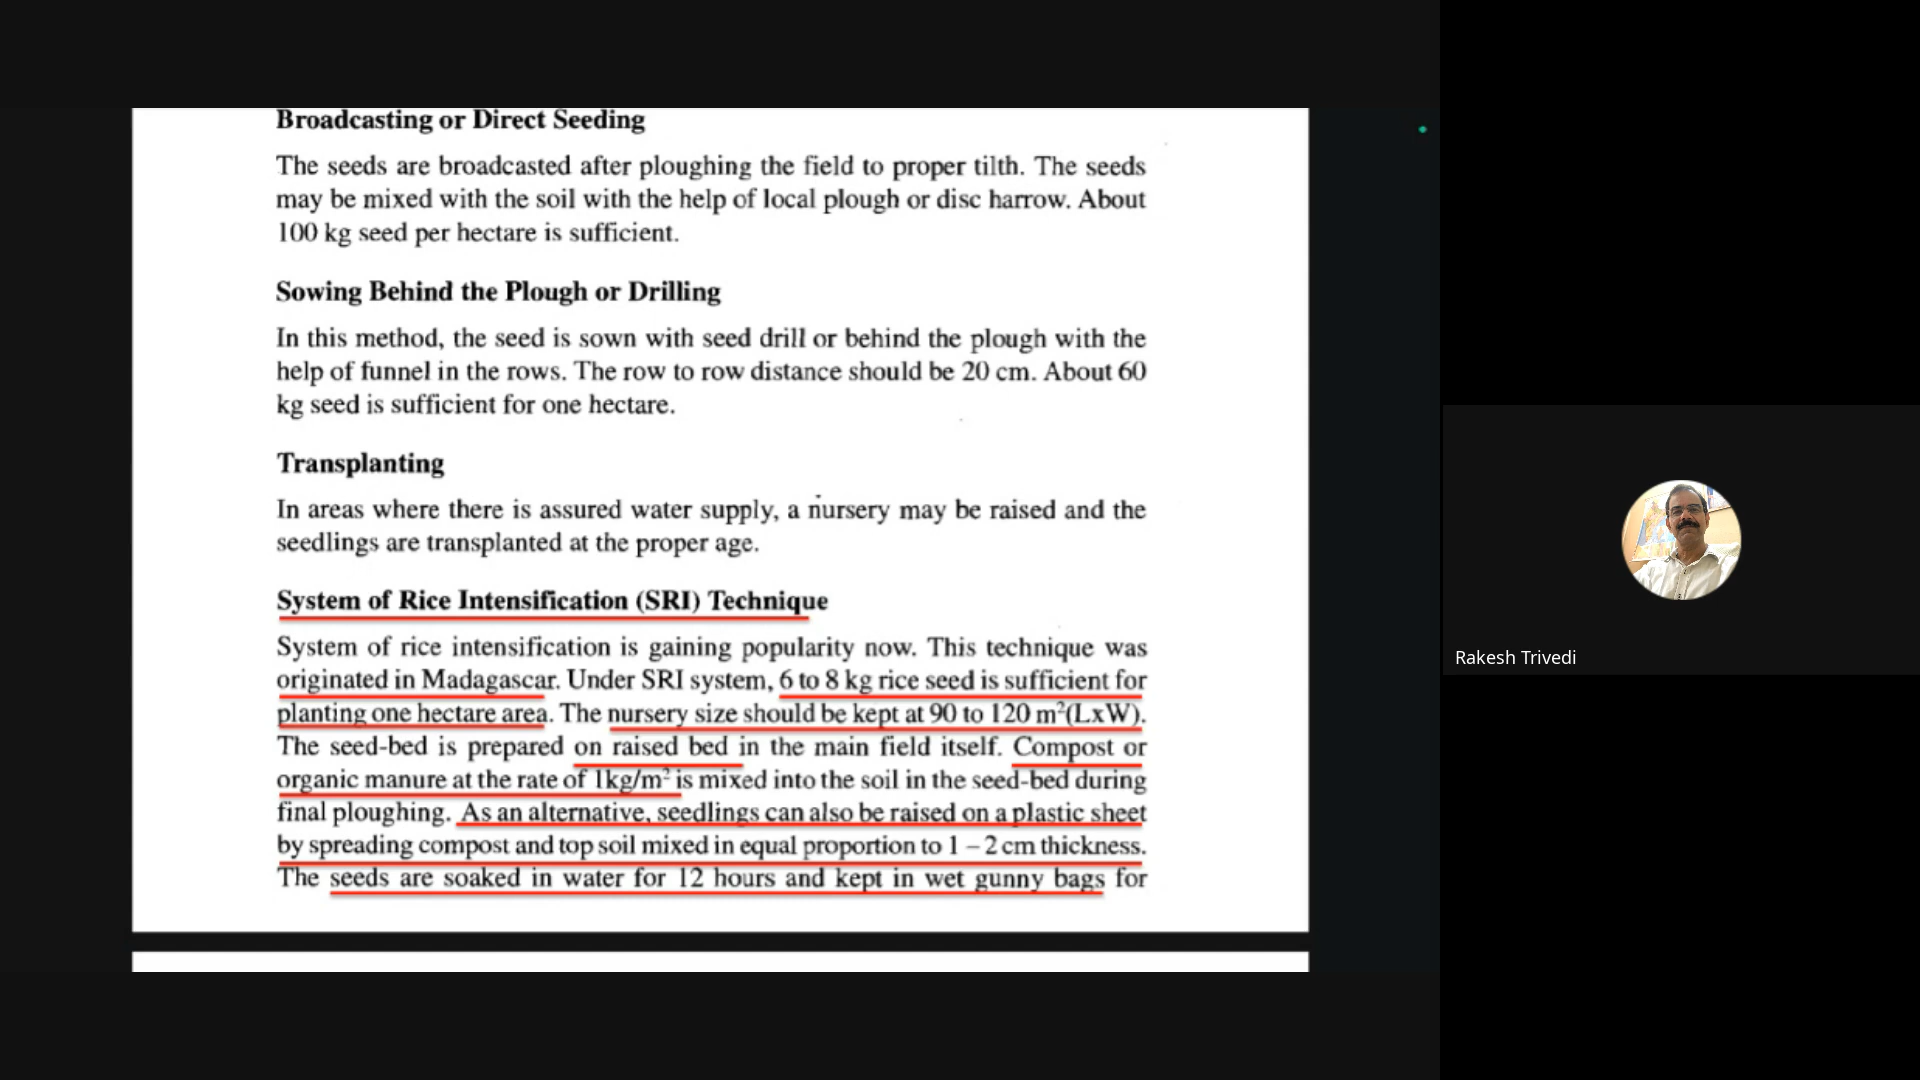 Broadcasting or Direct Seeding
The seeds are broadcasted after ploughing the field to proper tilth. The seeds
may be mixed with the soil with the help of local plough or disc harrow. About
100 kg seed per hectare is sufficient.
Sowing Behind the Plough or Drilling
In this method, the seed is sown with seed drill or behind the plough with the
help of funnel in the rows. The row to row distance should be 20 cm. About 60
kg seed is sufficient for one hectare.
Transplanting
In areas where there is assured water supply, a nursery may be raised and the
seedlings are transplanted at the proper age.
System of Rice Intensification (SRI) Technique
System of rice intensification is gaining popularity now. This technique was
originated in Madagascar. Under SRI system, 6 to 8 kg rice seed is sufficient for
planting one hectare area. The nursery size should be kept at 90 to 120 m²(LxW).
The seed-bed is prepared on raised bed in the main field itself. Compost or
organic manure at the rate of 1kg/m² is mixed into the soil in the seed-bed during
final ploughing. As an alternative, seedlings can also be raised on a plastic sheet
by spreading compost and top soil mixed in equal proportion to 1 – 2 cm thickness.
The seeds are soaked in water for 12 hours and kept in wet gunny bags for
Rakesh Trivedi